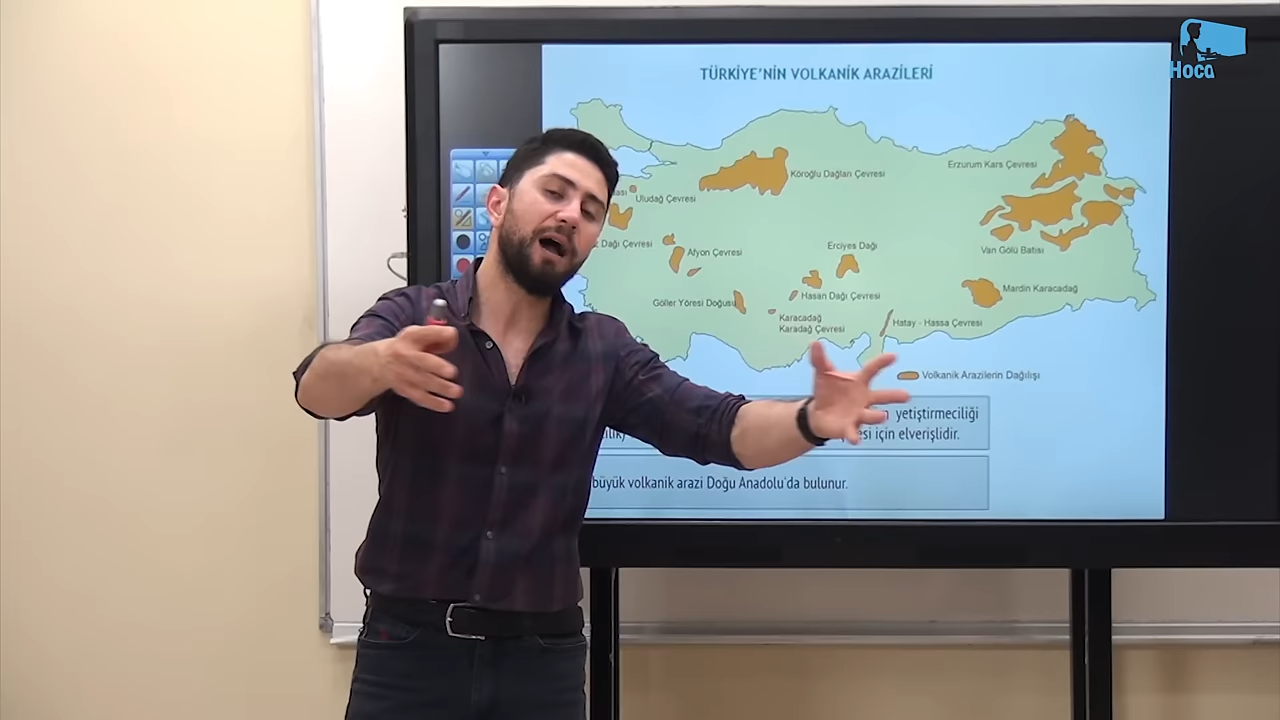 Hoca
TÜRKİYE'NİN VOLKANİK ARAZİLERİ
Erzurum Kars Çevresi
Köroğlu Dağları Çevresi
Uludağ Çevresi
Dağı Çevresi
Afyon Çevresi
Erciyes Dağı
Van Gölü Batısı
Mardin Karacadağ
Göller Yöresi Doğusu
Hasan Dağı Çevresi
Karacadağ
Karadağ Çevresi
Hatay - Hassa Çevresi
Volkanik Arazilerin Dağılışı
yetiştirmeciliği
için elverişlidir.
büyük volkanik arazi Doğu Anadolu'da bulunur.